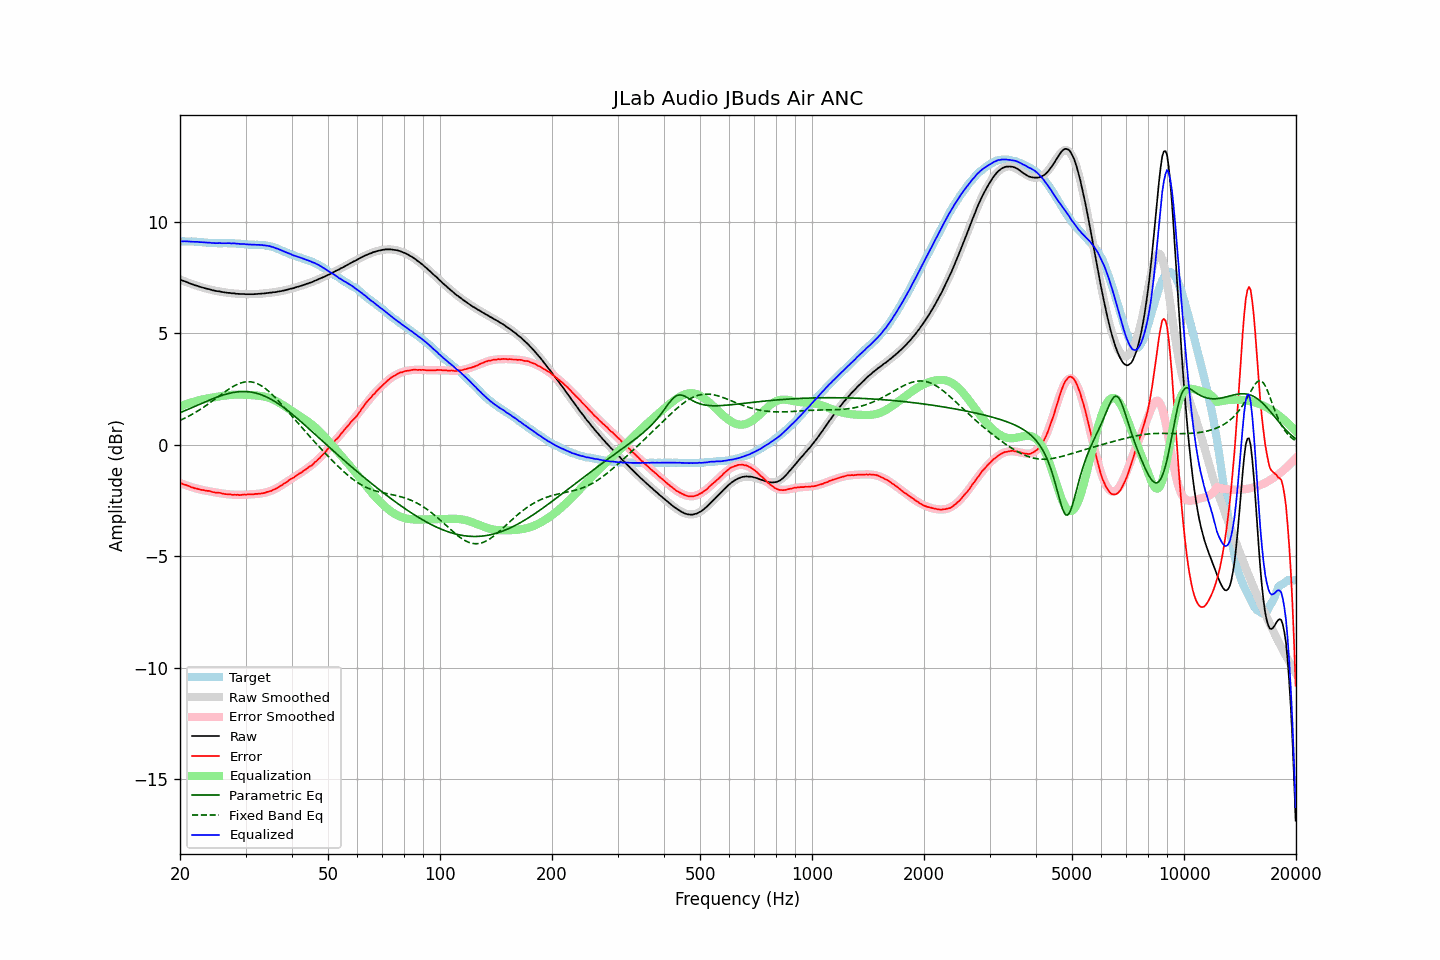 JLab Audio JBuds Air ANC
Amplitude (dBr)
10
5
0
−5
−10
−15
Target
Raw Smoothed
Error Smoothed
Raw
Error
Equalization
Parametric Eq
Fixed Band Eq
Equalized
20 50 100 200 500 1000 2000 5000 10000 20000
Frequency (Hz)